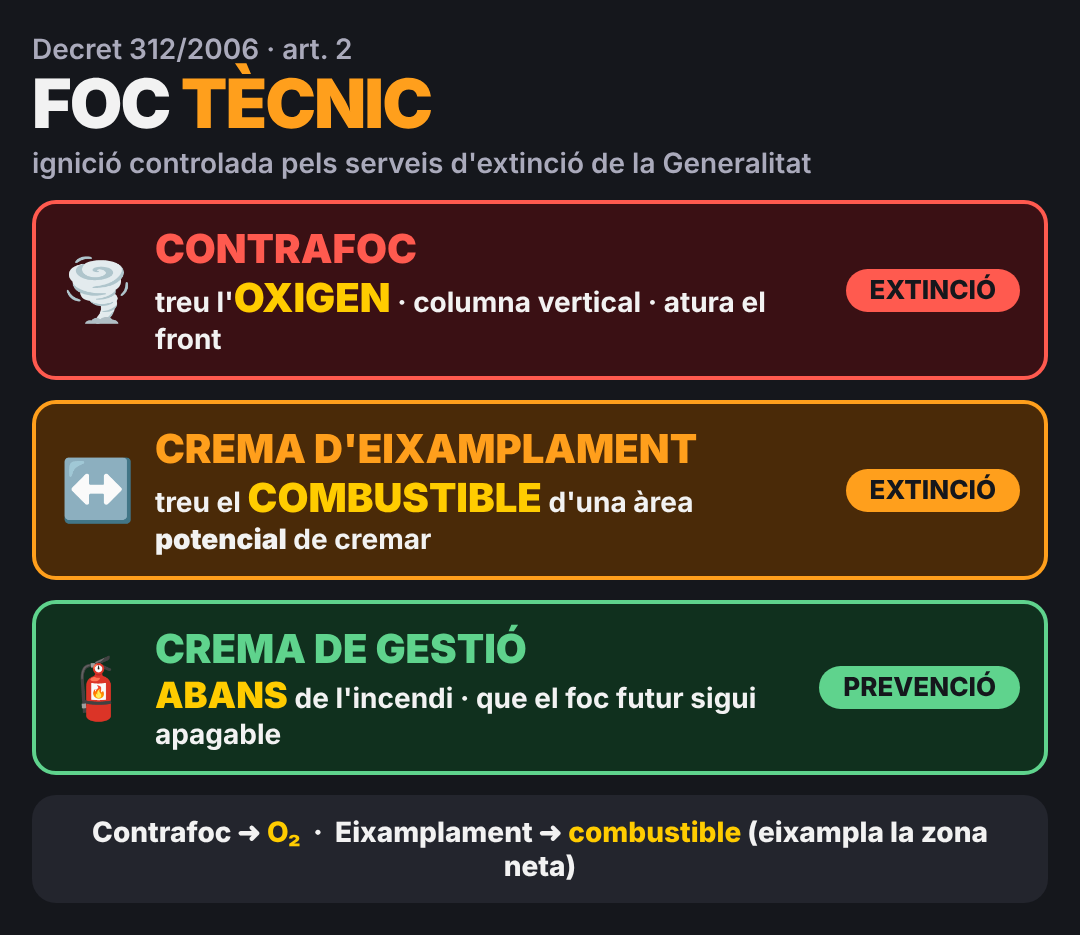 Decret 312/2006 · art. 2
FOC TÈCNIC
ignició controlada pels serveis d'extinció de la Generalitat
CONTRAFOC
treu l'OXIGEN · columna vertical · atura el
front
EXTINCIÓ
CREMA D'EIXAMPLAMENT
treu el COMBUSTIBLE d'una àrea
potencial de cremar
EXTINCIÓ
CREMA DE GESTIÓ
ABANS de l'incendi · que el foc futur sigui
apagable
PREVENCIÓ
Contrafoc ➜ O₂ · Eixamplament ➜ combustible (eixampla la zona
neta)